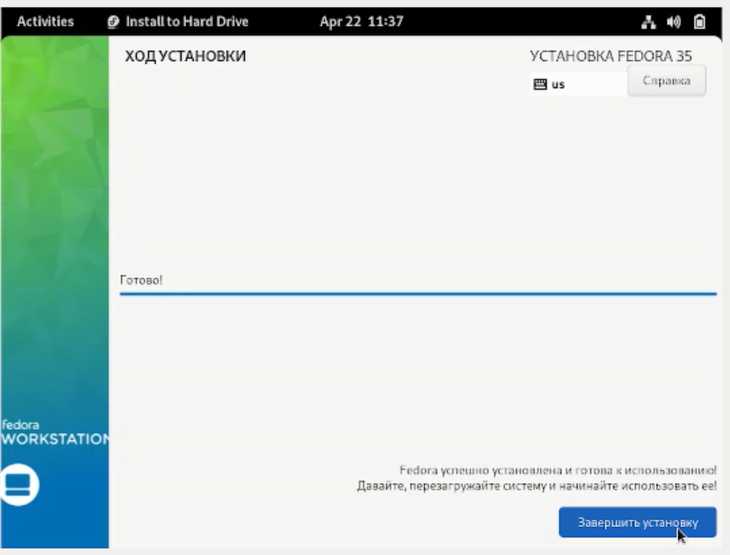 Activities Install to Hard Drive Apr 22 11:37
ХОД УСТАНОВКИ УСТАНОВКА FEDORA 35
us Справка
Готово!
fedora
WORKSTATION
Fedora успешно установлена и готова к использованию!
Давайте, перезагружайте систему и начинайте использовать ее!
Завершить установку